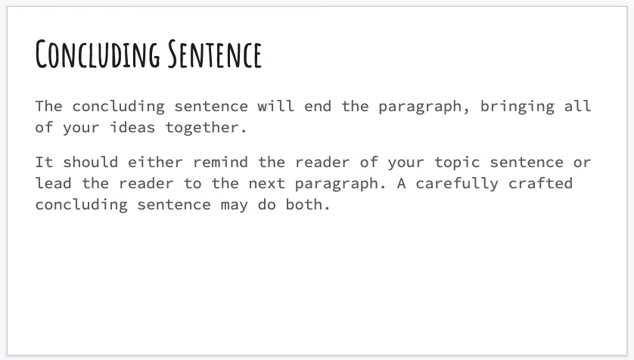 Concluding Sentence
The concluding sentence will end the paragraph, bringing all
of your ideas together.
It should either remind the reader of your topic sentence or
lead the reader to the next paragraph. A carefully crafted
concluding sentence may do both.